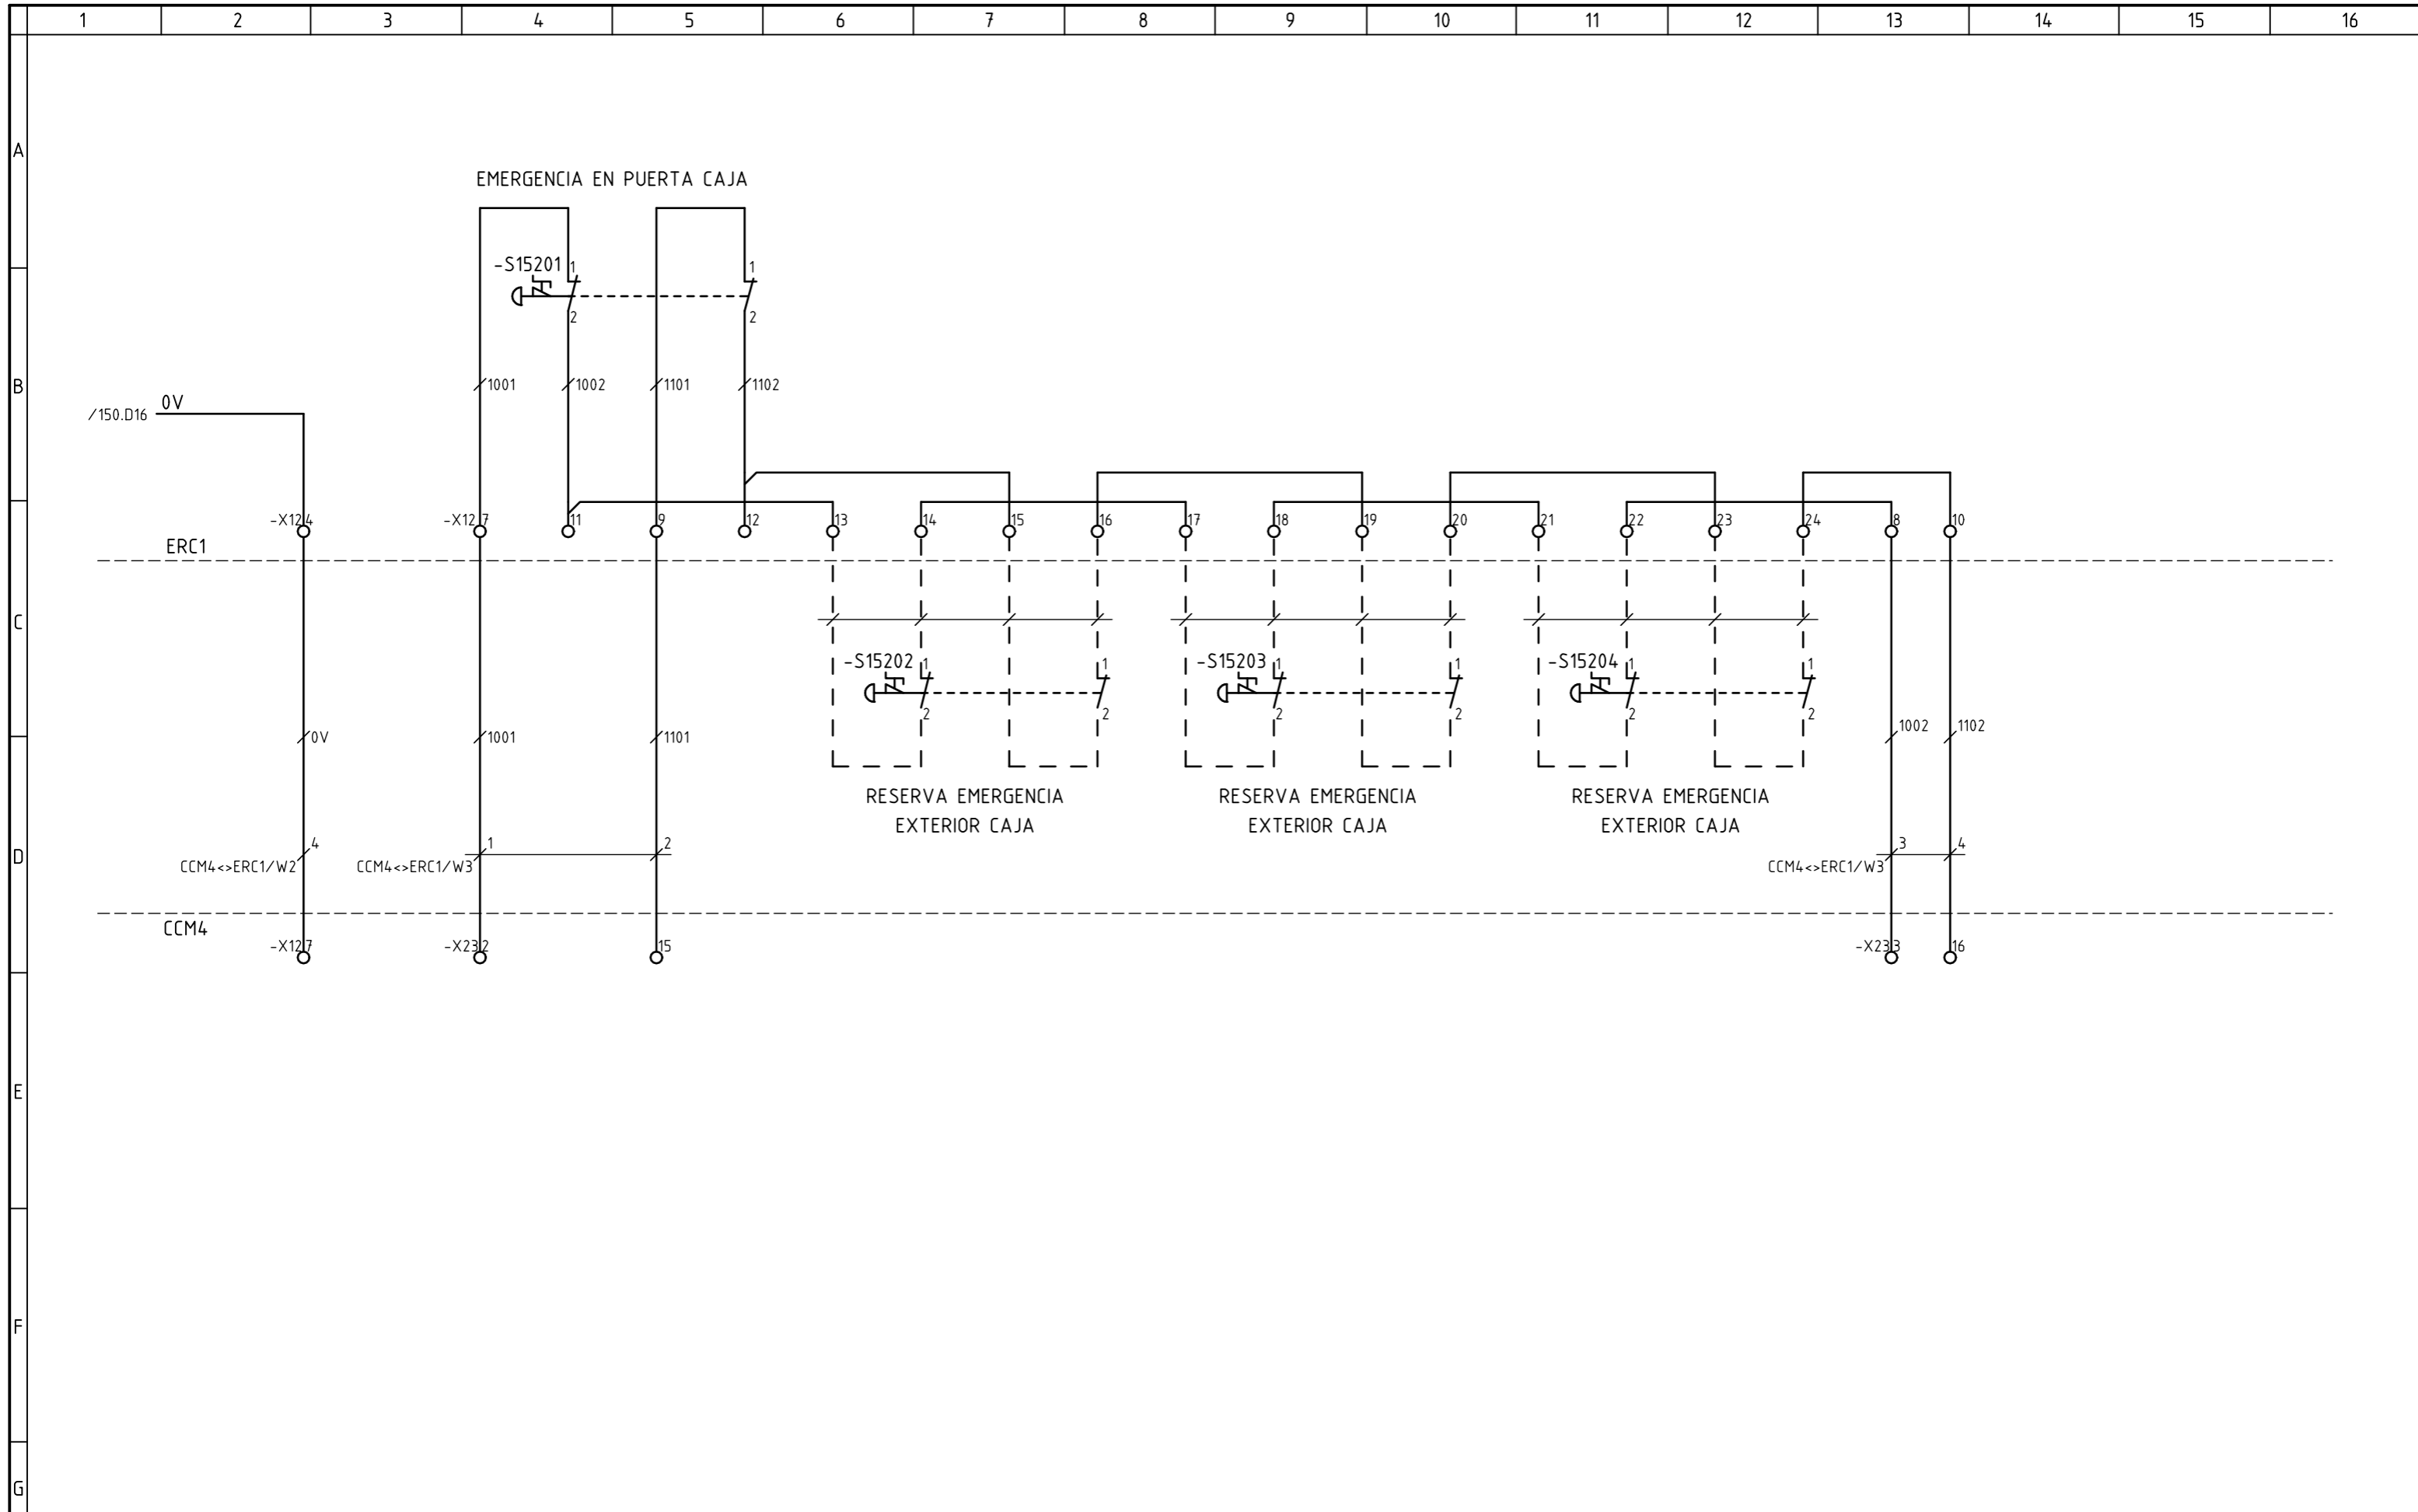 1 2 3 4 5 6 7 8 9 10 11 12 13 14 15 16
A
EMERGENCIA EN PUERTA CAJA
-S15201 1 1
2 2
B
1001 1002 1101 1102
/150.D16 0V
-X12 4 -X12 7 11 9 12 13 14 15 16 17 18 19 20 21 22 23 24 8 10
ERC1
C
-S15202 1 1 -S15203 1 1 -S15204 1 1
2 2 2 2 2 2
0V 1001 1101 1002 1102
RESERVA EMERGENCIA
EXTERIOR CAJA
RESERVA EMERGENCIA
EXTERIOR CAJA
RESERVA EMERGENCIA
EXTERIOR CAJA
D
4 1 2 3 4
CCM4<>ERC1/W2 CCM4<>ERC1/W3 CCM4<>ERC1/W3
CCM4
-X12 7 -X23 2 15 -X23 3 16
E
F
G